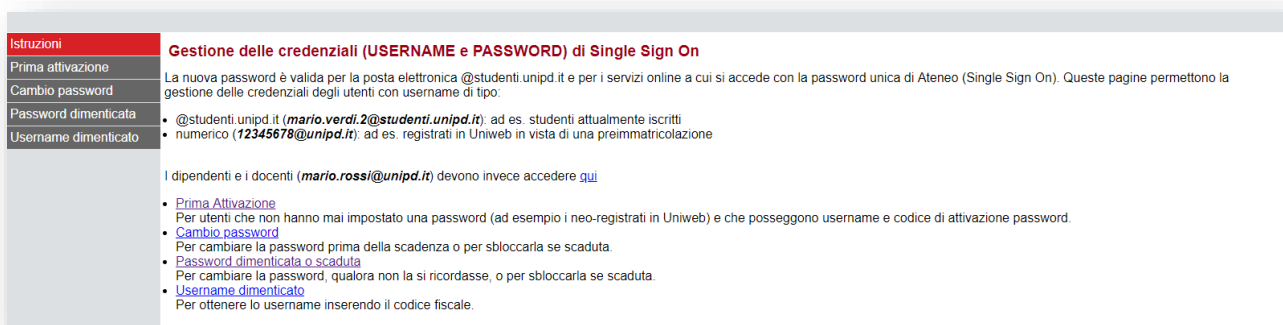 Istruzioni
Prima attivazione
Cambio password
Password dimenticata
Username dimenticato
Gestione delle credenziali (USERNAME e PASSWORD) di Single Sign On
La nuova password è valida per la posta elettronica @studenti.unipd.it e per i servizi online a cui si accede con la password unica di Ateneo (Single Sign On). Queste pagine permettono la
gestione delle credenziali degli utenti con username di tipo:
• @studenti.unipd.it (mario.verdi.2@studenti.unipd.it): ad es. studenti attualmente iscritti
• numerico (12345678@unipd.it): ad es. registrati in Uniweb in vista di una preimmatricolazione
I dipendenti e i docenti (mario.rossi@unipd.it) devono invece accedere qui
• Prima Attivazione
Per utenti che non hanno mai impostato una password (ad esempio i neo-registrati in Uniweb) e che posseggono username e codice di attivazione password.
• Cambio password
Per cambiare la password prima della scadenza o per sbloccarla se scaduta.
• Password dimenticata o scaduta
Per cambiare la password, qualora non la si ricordasse, o per sbloccarla se scaduta.
• Username dimenticato
Per ottenere lo username inserendo il codice fiscale.